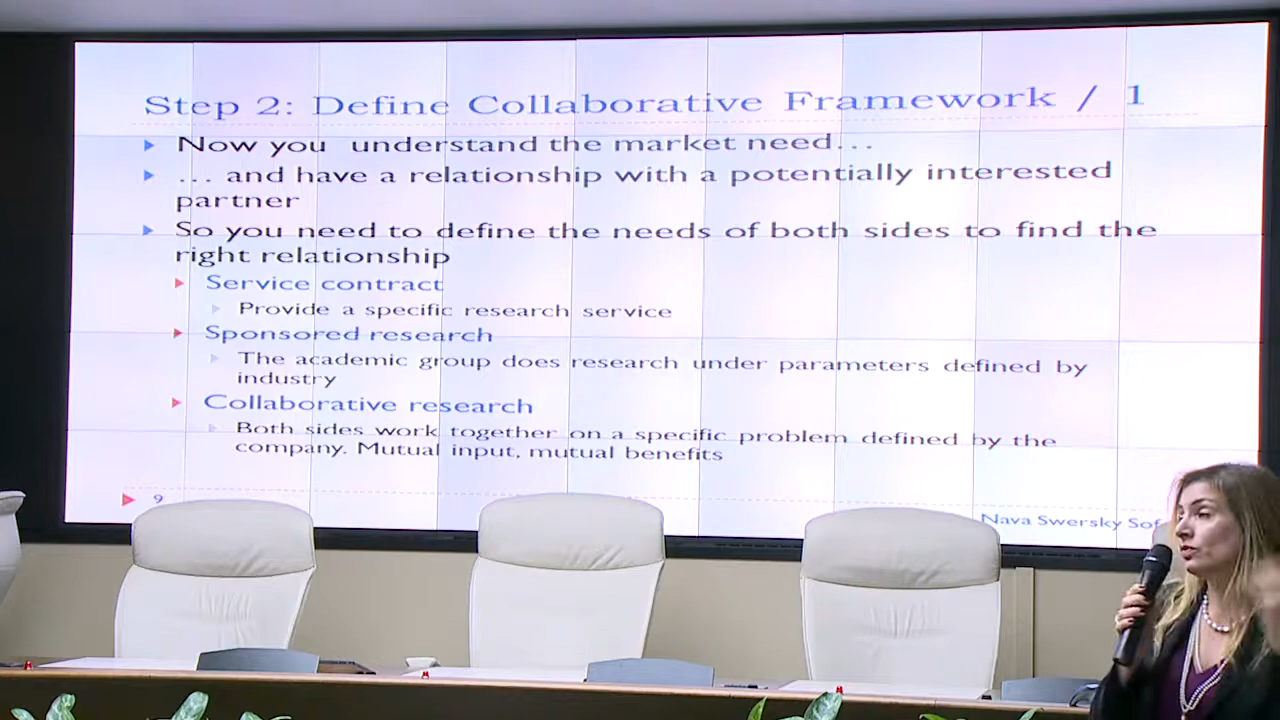 Step 2: Define Collaborative Framework / 1
Now you understand the market need...
... and have a relationship with a potentially interested
partner
So you need to define the needs of both sides to find the
right relationship
Service contract
Provide a specific research service
Sponsored research
The academic group does research under parameters defined by
industry
Collaborative research
Both sides work together on a specific problem defined by the
company. Mutual input, mutual benefits
9
Nava Swersky